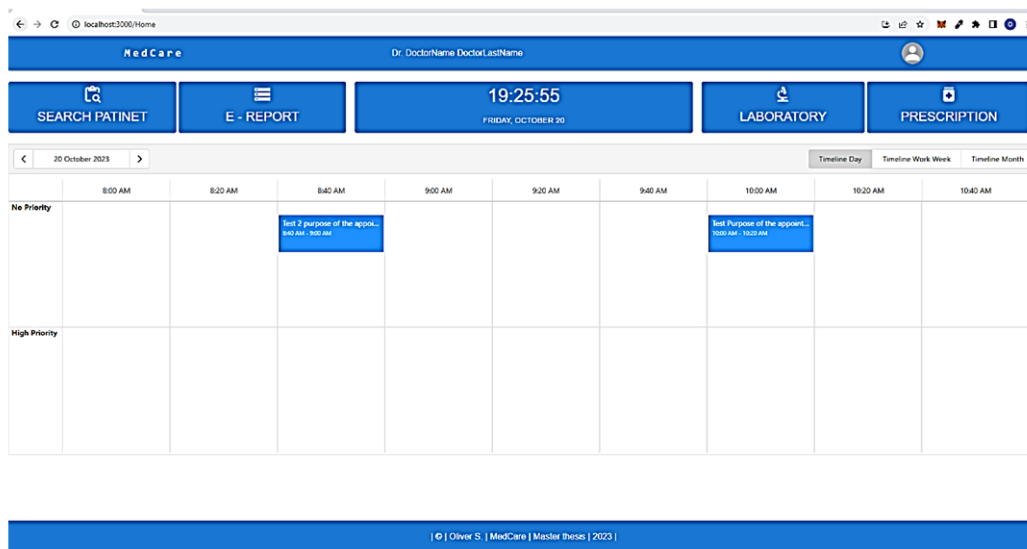 localhost:3000/Home
MedCare
Dr. DoctorName DoctorLastName
SEARCH PATINET
E - REPORT
19:25:55
FRIDAY, OCTOBER 20
LABORATORY
PRESCRIPTION
20 October 2023
Timeline Day
Timeline Work Week
Timeline Month
8:00 AM
8:20 AM
8:40 AM
9:00 AM
9:20 AM
9:40 AM
10:00 AM
10:20 AM
10:40 AM
No Priority
Test 2 purpose of the appoi...
8:40 AM - 9:00 AM
Test Purpose of the appoint...
10:00 AM - 10:20 AM
High Priority
| © | Oliver S. | MedCare | Master thesis | 2023 |